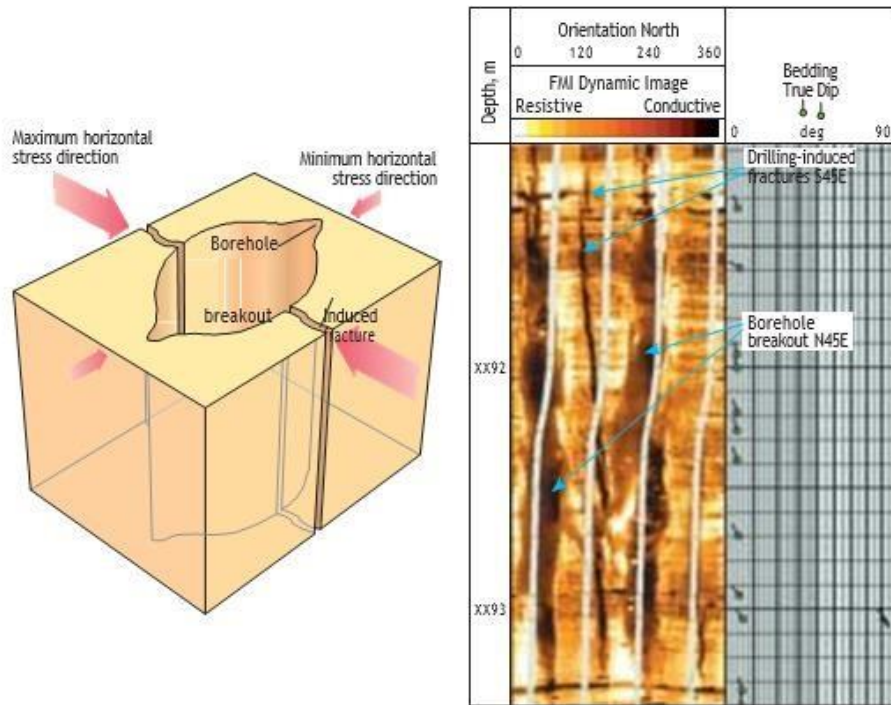 Maximum horizontal
stress direction
Minimum horizontal
stress direction
Borehole
breakout
Induced
fracture
Depth, m
Orientation North
0 120 240 360
FMI Dynamic Image
Resistive Conductive
Bedding
True Dip
0 deg 90
Drilling-induced
fractures S45E
Borehole
breakout N45E
XX92
XX93